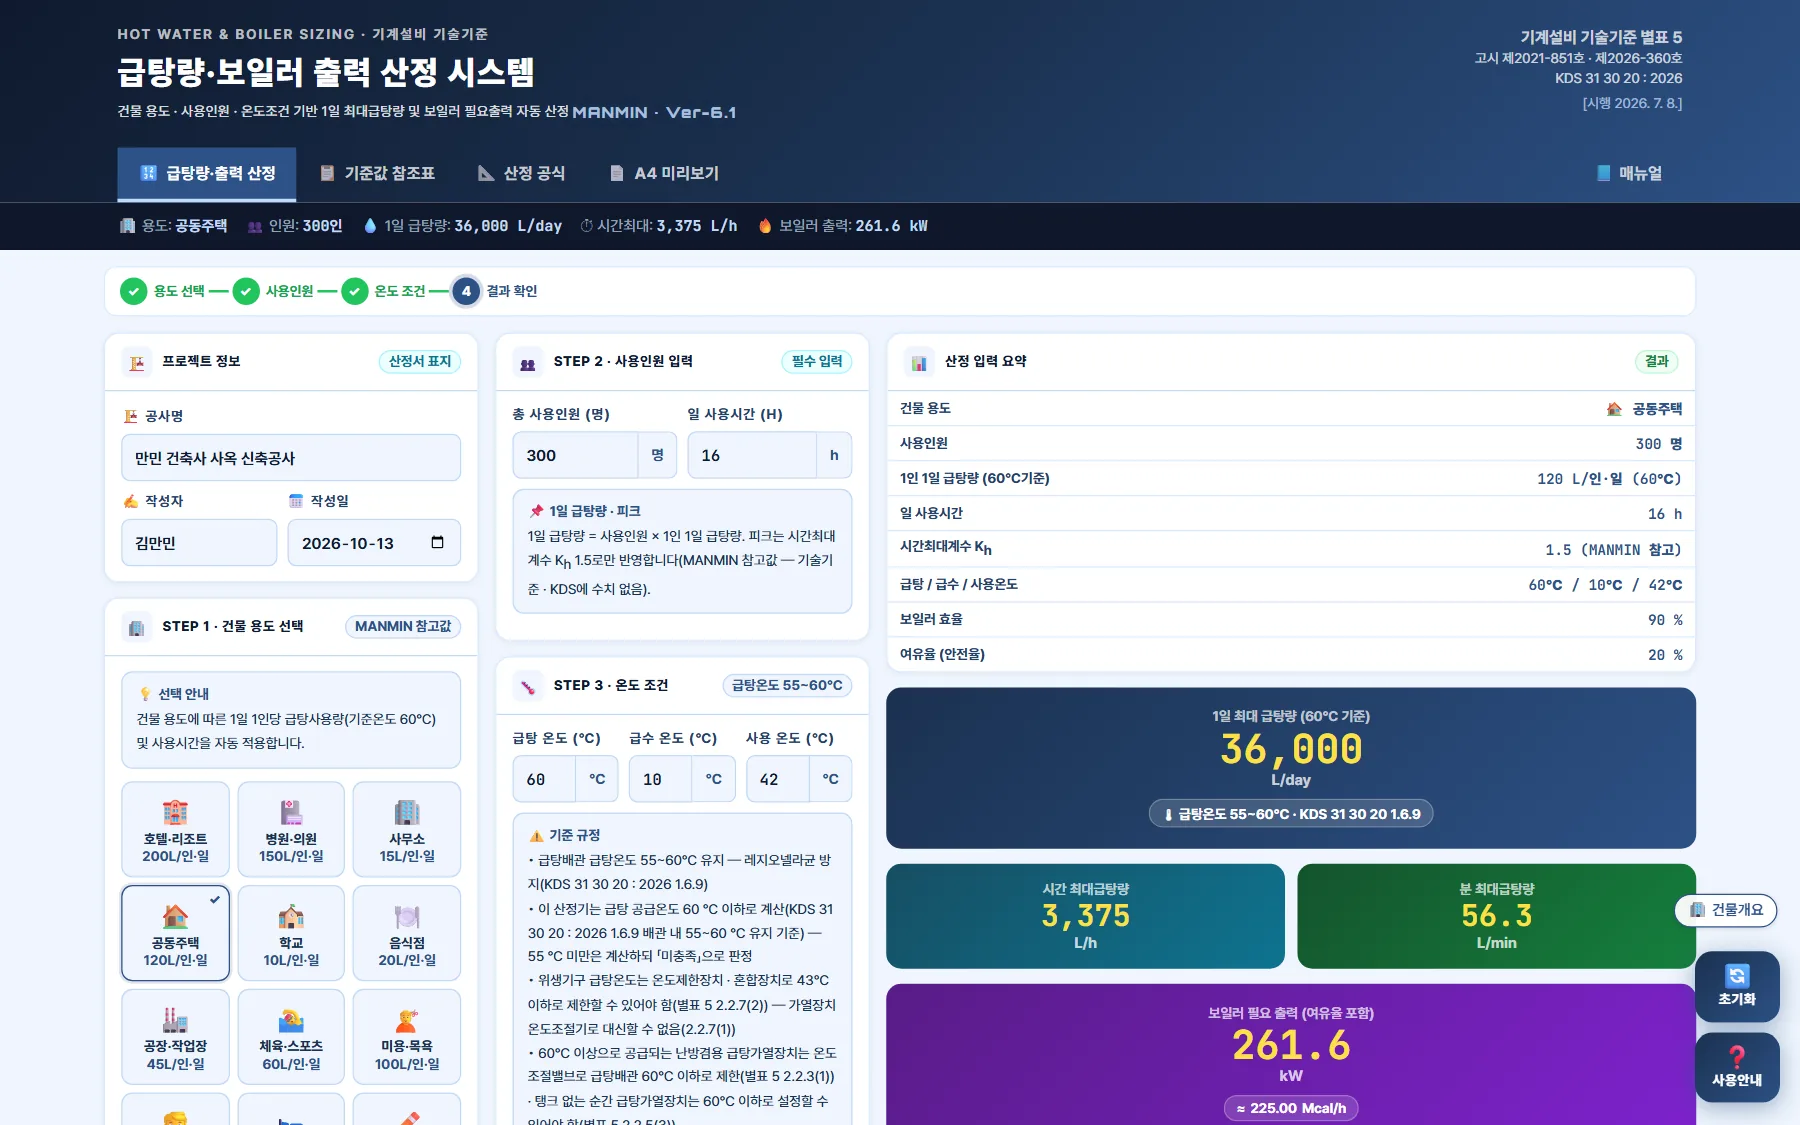 HOT WATER & BOILER SIZING · 기계설비 기술기준
급탕량·보일러 출력 산정 시스템
건물 용도 · 사용인원 · 온도조건 기반 1일 최대급탕량 및 보일러 필요출력 자동 산정 MANMIN · Ver-6.1
기계설비 기술기준 별표 5
고시 제2021-851호 · 제2026-360호
KDS 31 30 20 : 2026
[시행 2026. 7. 8.]
급탕량·출력 산정
기준값 참조표
산정 공식
A4 미리보기
매뉴얼
용도: 공동주택
인원: 300인
1일 급탕량: 36,000 L/day
시간최대: 3,375 L/h
보일러 출력: 261.6 kW
용도 선택
사용인원
온도 조건
4 결과 확인
프로젝트 정보
산정서 표지
공사명
만민 건축사 사옥 신축공사
작성자
작성일
김만민
2026-10-13
STEP 1 · 건물 용도 선택
MANMIN 참고값
선택 안내
건물 용도에 따른 1일 1인당 급탕사용량(기준온도 60°C)
및 사용시간을 자동 적용합니다.
호텔·리조트
200L/인·일
병원·의원
150L/인·일
사무소
15L/인·일
공동주택
120L/인·일
학교
10L/인·일
음식점
20L/인·일
공장·작업장
45L/인·일
체육·스포츠
60L/인·일
미용·목욕
100L/인·일
STEP 2 · 사용인원 입력
필수 입력
총 사용인원 (명)
일 사용시간 (H)
300 명
16 h
1일 급탕량 · 피크
1일 급탕량 = 사용인원 × 1인 1일 급탕량. 피크는 시간최대
계수 Kh 1.5로만 반영합니다(MANMIN 참고값 — 기술기
준 · KDS에 수치 없음).
STEP 3 · 온도 조건
급탕온도 55~60°C
급탕 온도 (°C)
급수 온도 (°C)
사용 온도 (°C)
60 °C
10 °C
42 °C
기준 규정
• 급탕배관 급탕온도 55~60°C 유지 — 레지오넬라균 방
지(KDS 31 30 20 : 2026 1.6.9)
• 이 산정기는 급탕 공급온도 60 °C 이하로 계산(KDS 31
30 20 : 2026 1.6.9 배관 내 55~60 °C 유지 기준) —
55 °C 미만은 계산하되 「미충족」으로 판정
• 위생기구 급탕온도는 온도제한장치 · 혼합장치로 43°C
이하로 제한할 수 있어야 함(별표 5 2.2.7(2)) — 가열장치
온도조절기로 대신할 수 없음(2.2.7(1))
• 60°C 이상으로 공급되는 난방겸용 급탕가열장치는 온도
조절밸브로 급탕배관 60°C 이하로 제한(별표 5 2.2.3(1))
· 탱크 없는 순간 급탕가열장치는 60°C 이하로 설정할 수
있어야 함(별표 5 2.2.5(3))
산정 입력 요약
결과
건물 용도 공동주택
사용인원 300 명
1인 1일 급탕량 (60°C기준) 120 L/인·일 (60°C)
일 사용시간 16 h
시간최대계수 Kh 1.5 (MANMIN 참고)
급탕 / 급수 / 사용온도 60°C / 10°C / 42°C
보일러 효율 90 %
여유율 (안전율) 20 %
1일 최대 급탕량 (60°C 기준)
36,000
L/day
급탕온도 55~60°C · KDS 31 30 20 1.6.9
시간 최대급탕량
3,375
L/h
분 최대급탕량
56.3
L/min
보일러 필요 출력 (여유율 포함)
261.6
kW
≈ 225.00 Mcal/h
건물개요
초기화
사용안내